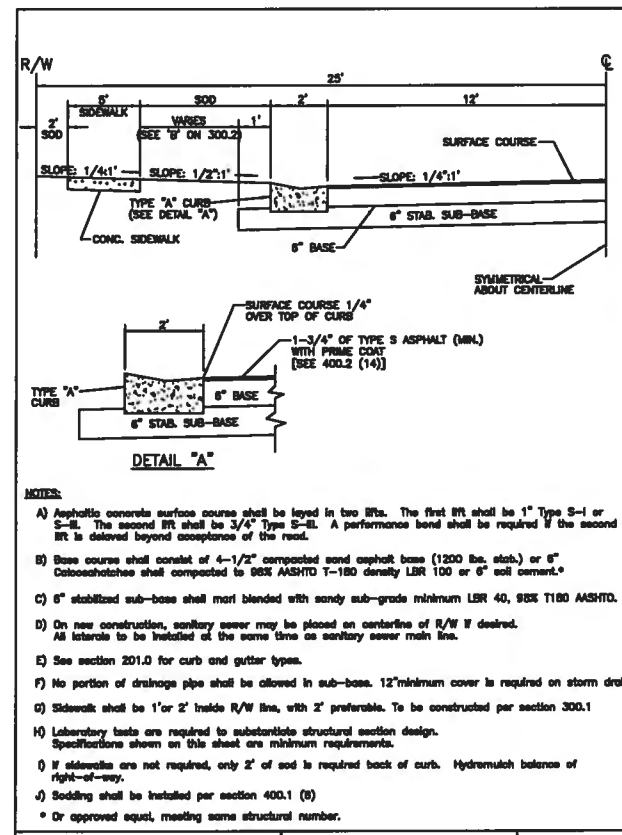 R/W
℄
25'
5'
SIDEWALK
SOD
2'
12'
2'
SOD
VARIES
(SEE 'B' ON 300.2)
1'
SURFACE COURSE
SLOPE: 1/4:1'
SLOPE: 1/2":1'
SLOPE: 1/4":1'
TYPE "A" CURB
(SEE DETAIL "A")
6" STAB. SUB-BASE
CONC. SIDEWALK
6" BASE
SYMMETRICAL
ABOUT CENTERLINE
SURFACE COURSE 1/4"
OVER TOP OF CURB
2'
1-3/4" OF TYPE S ASPHALT (MIN.)
WITH PRIME COAT
[SEE 400.2 (14)]
TYPE "A"
CURB
6" BASE
6" STAB. SUB-BASE
DETAIL "A"
NOTES:
A) Asphaltic concrete surface course shall be layed in two lifts. The first lift shall be 1" Type S-I or
S-III. The second lift shall be 3/4" Type S-III. A performance bond shall be required if the second
lift is delayed beyond acceptance of the road.
B) Base course shall consist of 4-1/2" compacted sand asphalt base (1200 lbs. stab.) or 6"
Caloosahatchee shell compacted to 98% AASHTO T-180 density LBR 100 or 6" soil cement.*
C) 6" stabilized sub-base shell marl blended with sandy sub-grade minimum LBR 40, 98% T180 AASHTO.
D) On new construction, sanitary sewer may be placed on centerline of R/W if desired.
All laterals to be installed at the same time as sanitary sewer main line.
E) See section 201.0 for curb and gutter types.
F) No portion of drainage pipe shall be allowed in sub-base. 12"minimum cover is required on storm drai
G) Sidewalk shall be 1'or 2' inside R/W line, with 2' preferable. To be constructed per section 300.1
H) Laboratory tests are required to substantiate structural section design.
Specifications shown on this sheet are minimum requirements.
I) If sidewalks are not required, only 2' of sod is required back of curb. Hydromulch balance of
right-of-way.
J) Sodding shall be installed per section 400.1 (8)
* Or approved equal, meeting same structural number.